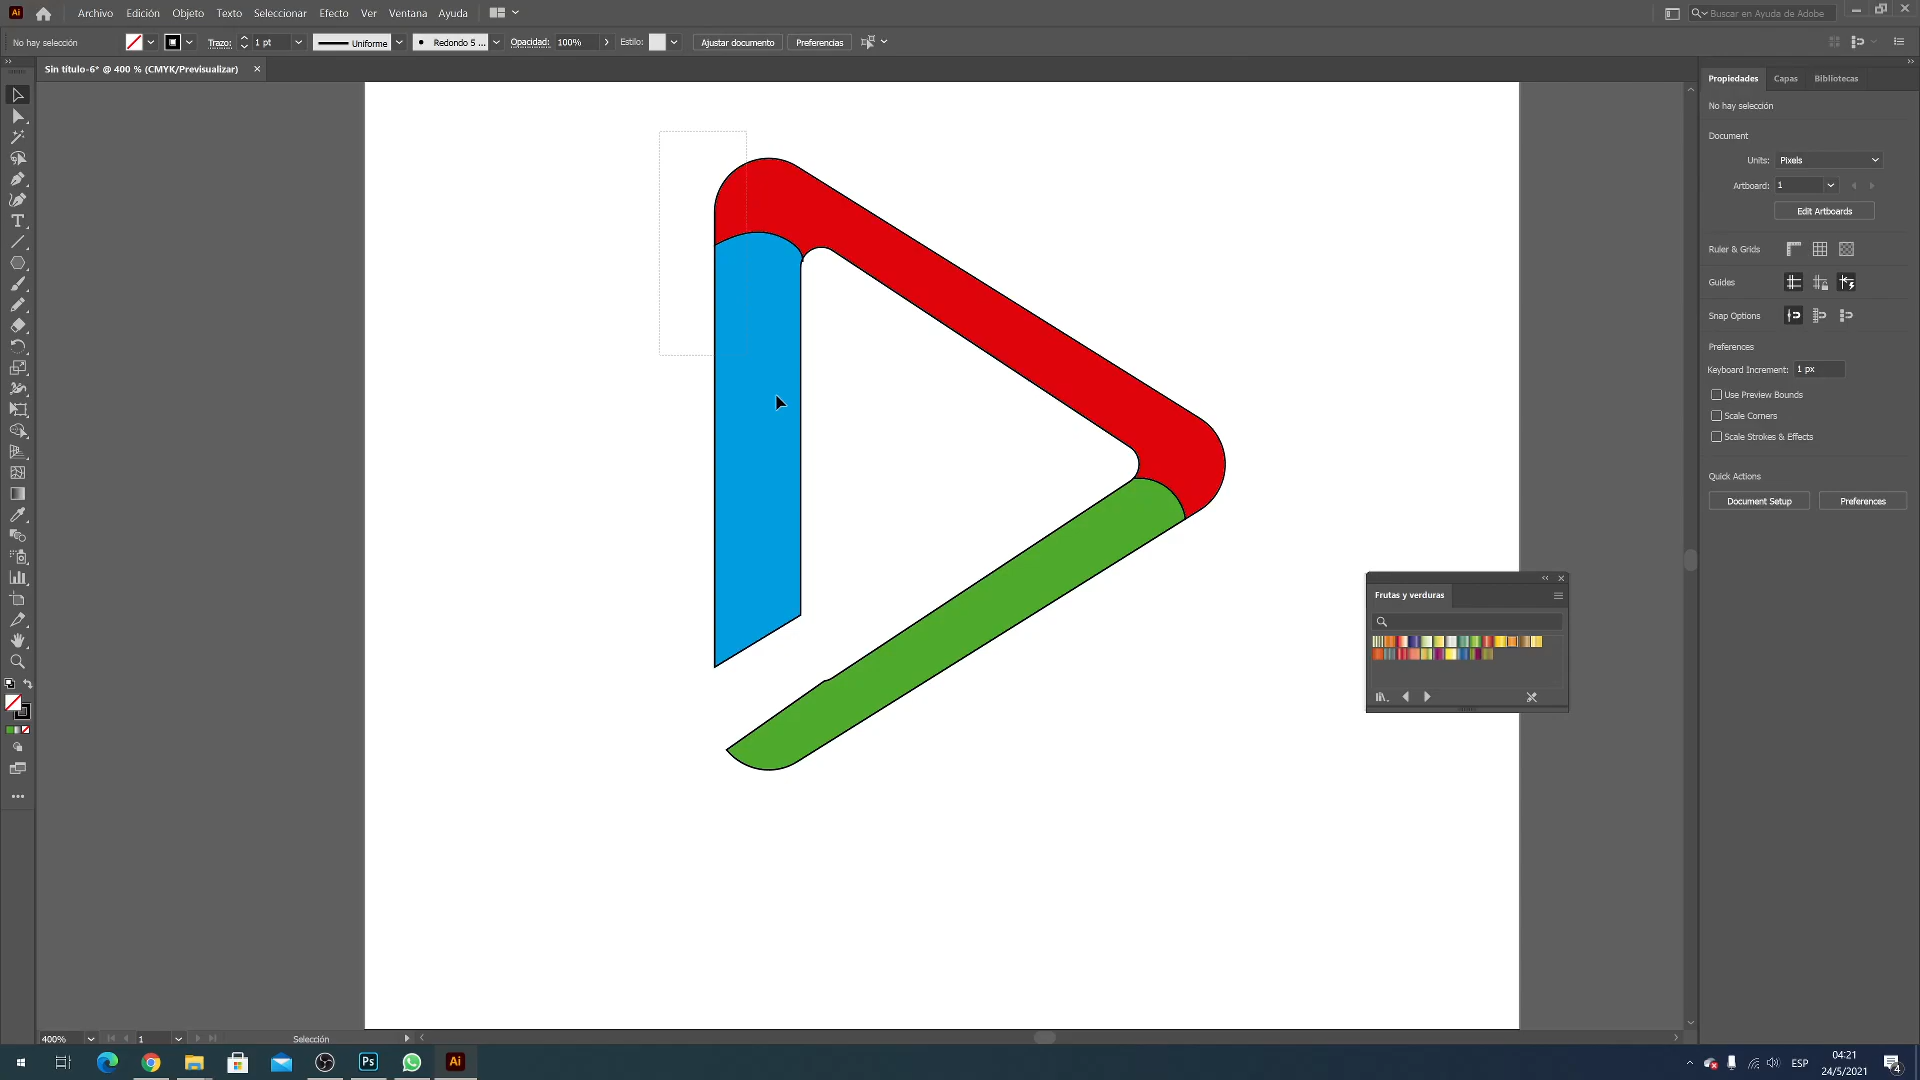 Ai Archivo Edición Objeto Texto Seleccionar Efecto Ver Ventana Ayuda Buscar en Ayuda de Adobe
No hay selección Trazo: 1 pt Uniforme Redondo 5 ... Opacidad: 100% Estilo: Ajustar documento Preferencias
Sin título-6* @ 400 % (CMYK/Previsualizar)
Propiedades Capas Bibliotecas
No hay selección
Document
Units: Pixels
Artboard: 1
Edit Artboards
Ruler & Grids
Guides
Snap Options
Preferences
Keyboard Increment: 1 px
Use Preview Bounds
Scale Corners
Scale Strokes & Effects
Quick Actions
Document Setup Preferences
Frutas y verduras
400% 1 Selección
Ps Ai ESP 04:21
24/5/2021 4